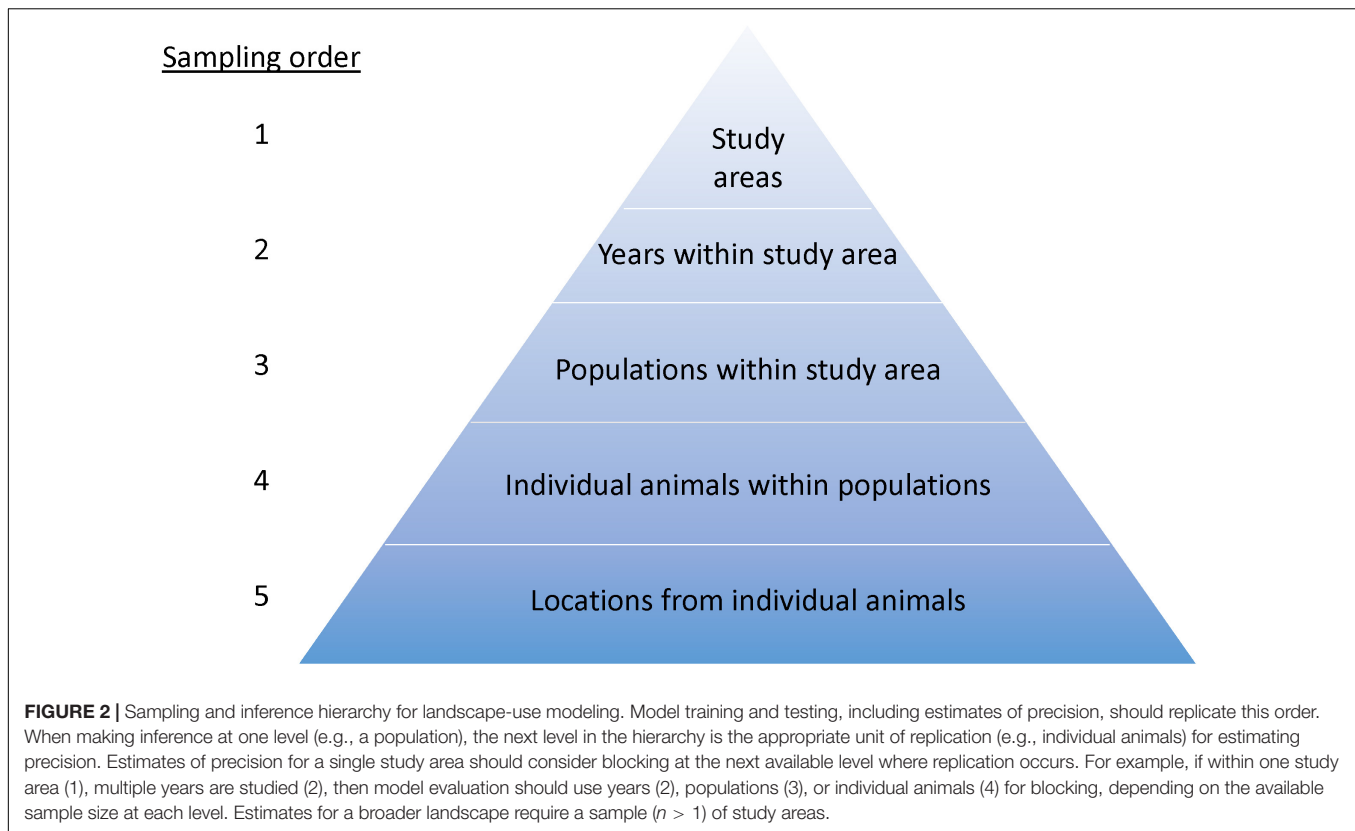 Sampling order
1
Study
areas
2
Years within study area
3
Populations within study area
4
Individual animals within populations
5
Locations from individual animals
FIGURE 2 | Sampling and inference hierarchy for landscape-use modeling. Model training and testing, including estimates of precision, should replicate this order.
When making inference at one level (e.g., a population), the next level in the hierarchy is the appropriate unit of replication (e.g., individual animals) for estimating
precision. Estimates of precision for a single study area should consider blocking at the next available level where replication occurs. For example, if within one study
area (1), multiple years are studied (2), then model evaluation should use years (2), populations (3), or individual animals (4) for blocking, depending on the available
sample size at each level. Estimates for a broader landscape require a sample (n > 1) of study areas.